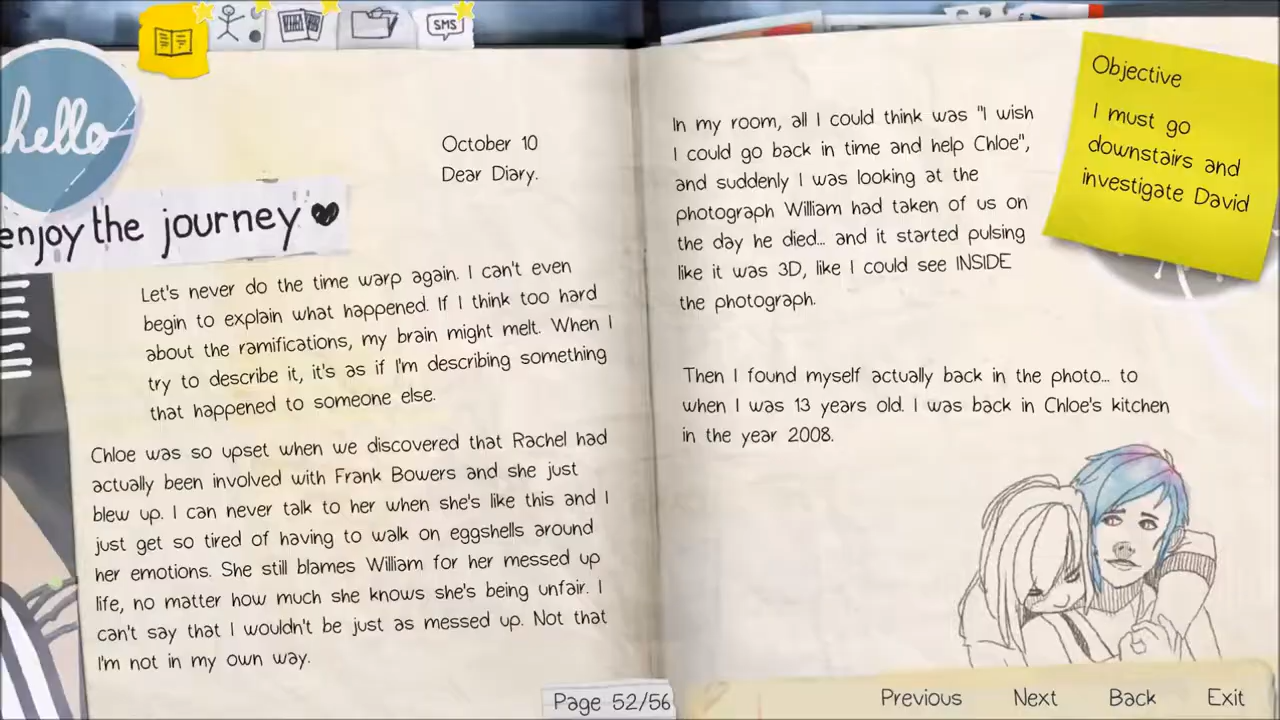 SMS
hello
enjoy the journey
October 10
Dear Diary.
Let's never do the time warp again. I can't even
begin to explain what happened. If I think too hard
about the ramifications, my brain might melt. When I
try to describe it, it's as if I'm describing something
that happened to someone else.
Chloe was so upset when we discovered that Rachel had
actually been involved with Frank Bowers and she just
blew up. I can never talk to her when she's like this and I
just get so tired of having to walk on eggshells around
her emotions. She still blames William for her messed up
life, no matter how much she knows she's being unfair. I
can't say that I wouldn't be just as messed up. Not that
I'm not in my own way.
In my room, all I could think was "I wish
I could go back in time and help Chloe",
and suddenly I was looking at the
photograph William had taken of us on
the day he died... and it started pulsing
like it was 3D, like I could see INSIDE
the photograph.
Then I found myself actually back in the photo... to
when I was 13 years old. I was back in Chloe's kitchen
in the year 2008.
Objective
I must go
downstairs and
investigate David
Page 52/56
Previous
Next
Back
Exit